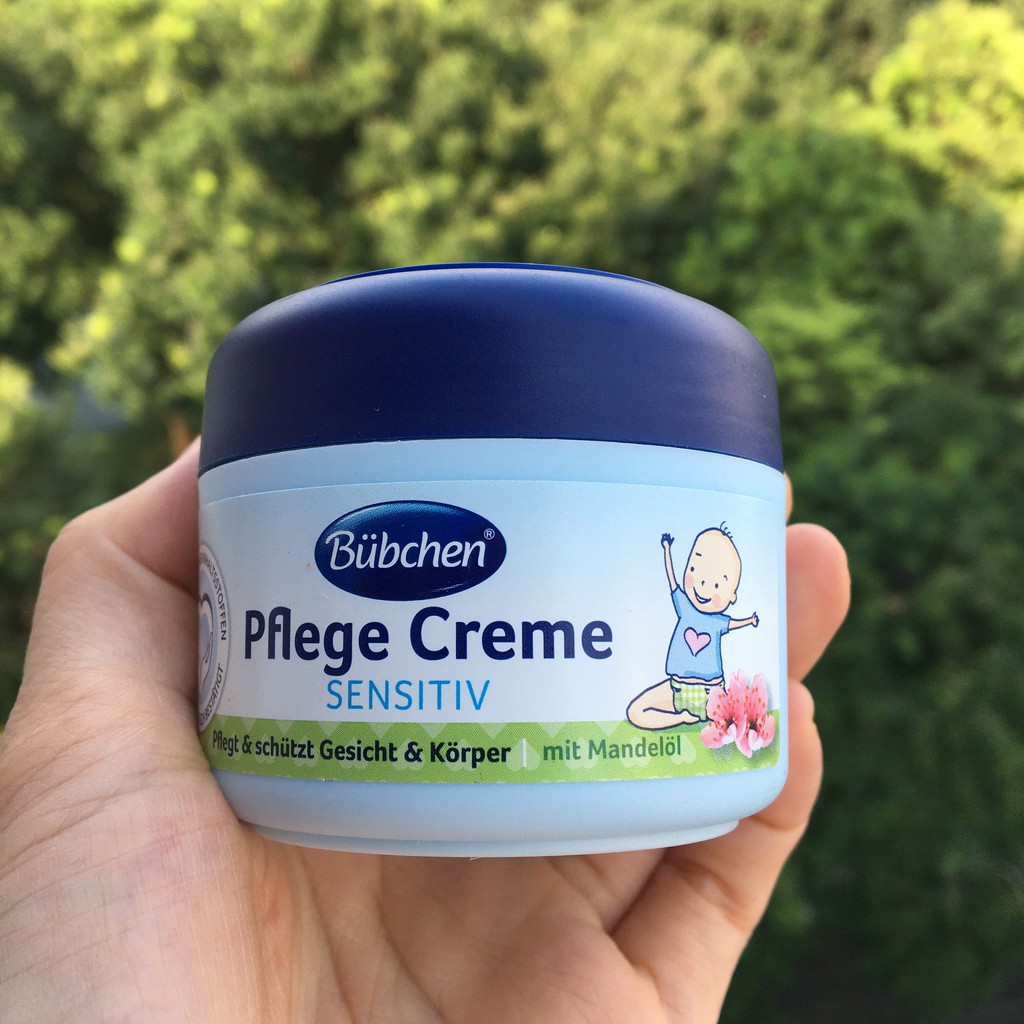 Bübchen®
Pflege Creme
SENSITIV
Pflegt & schützt Gesicht & Körper | mit Mandelöl